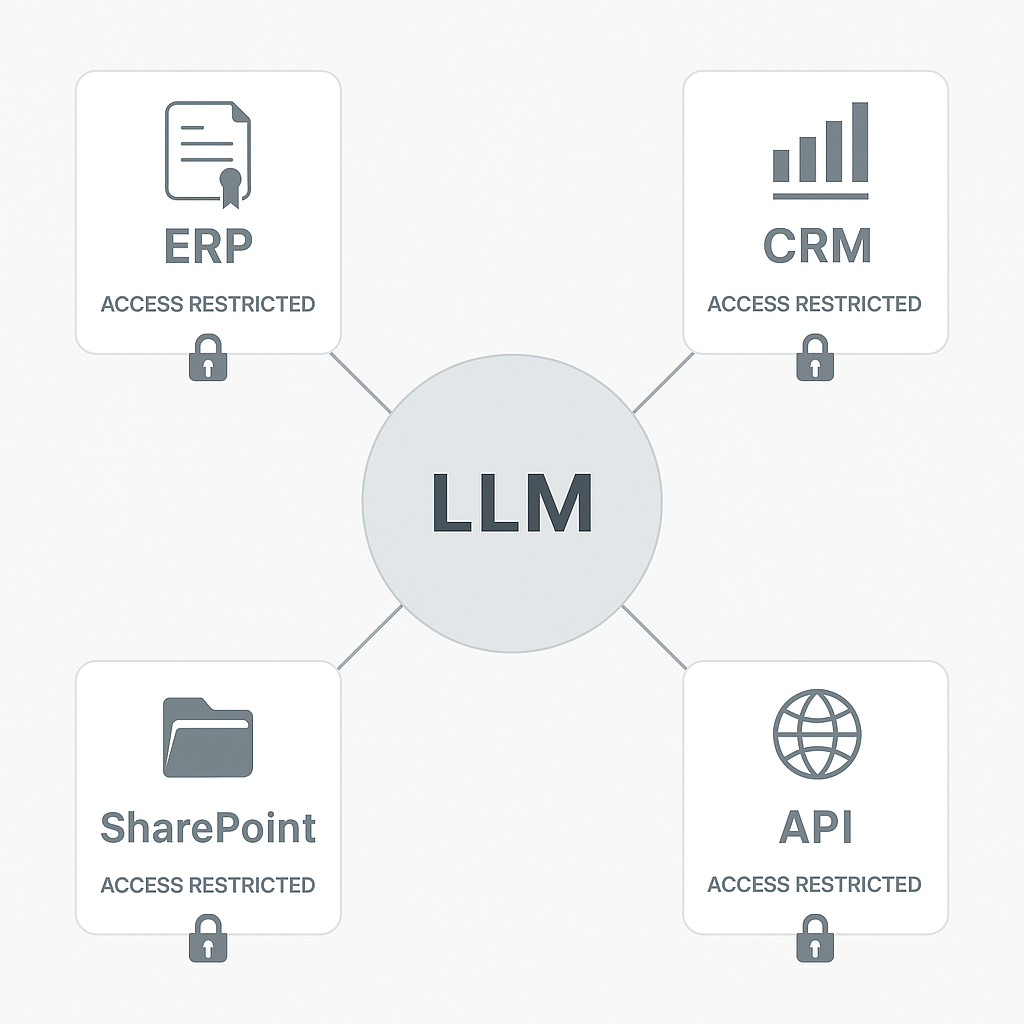 ERP
ACCESS RESTRICTED
CRM
ACCESS RESTRICTED
LLM
SharePoint
ACCESS RESTRICTED
API
ACCESS RESTRICTED